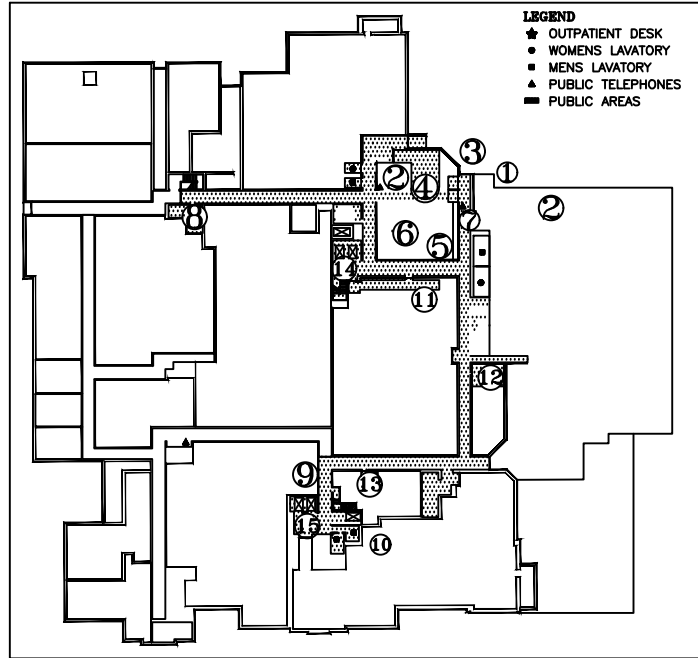 LEGEND
OUTPATIENT DESK
WOMENS LAVATORY
MENS LAVATORY
PUBLIC TELEPHONES
PUBLIC AREAS
3
1
2
4
2
8
7
6
5
14
11
12
9
13
15
10